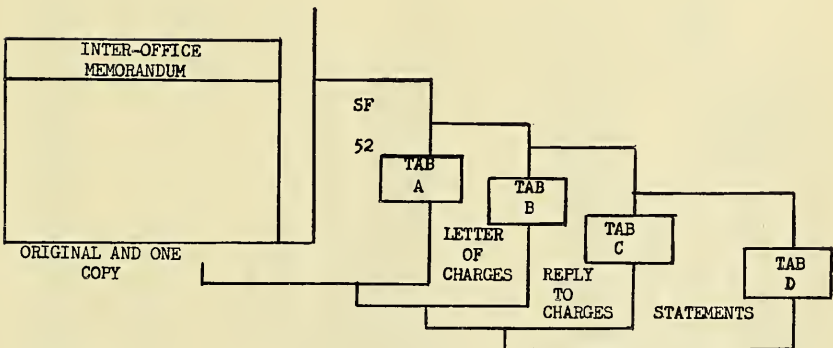 INTER-OFFICE
MEMORANDUM
SF
52
TAB
A
TAB
B
TAB
C
TAB
D
LETTER
OF
CHARGES
REPLY
TO
CHARGES
STATEMENTS
ORIGINAL AND ONE
COPY